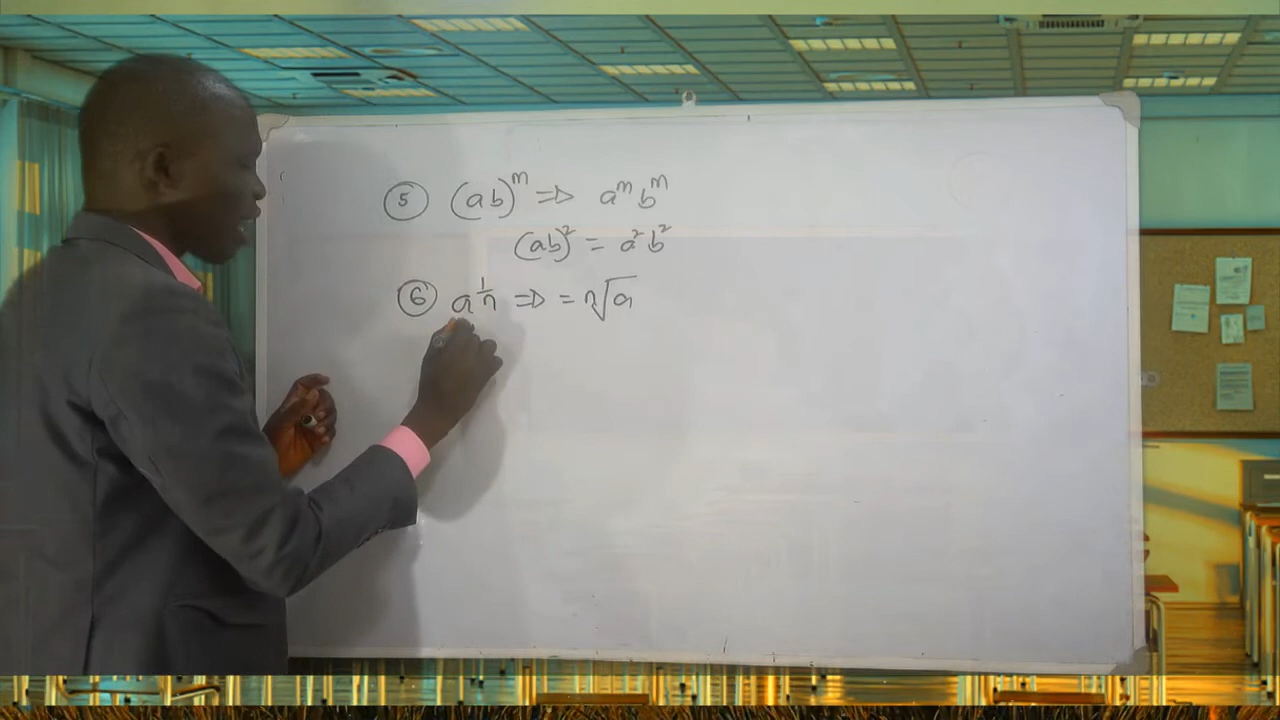 ⑤ (ab)^m ⇒ a^m b^m
(ab)^2 = a^2 b^2
⑥ a^(1/n) ⇒ = ⁿ√a